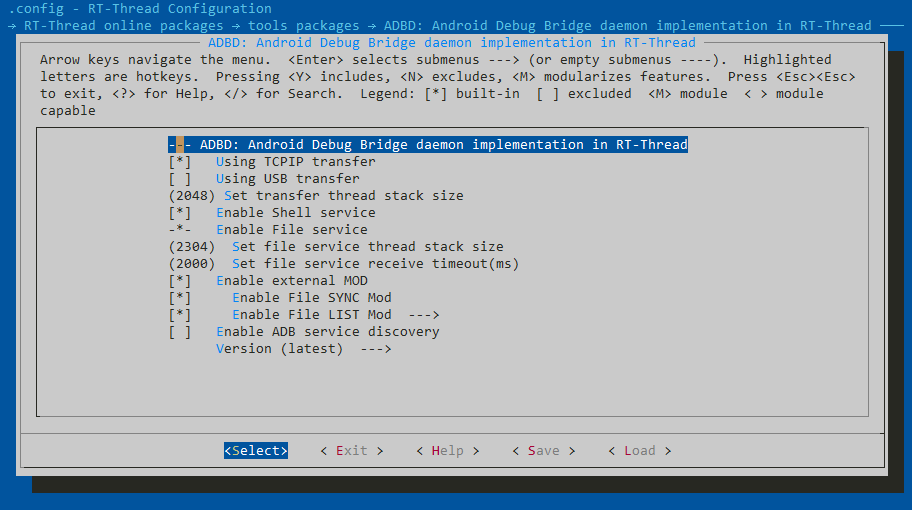 .config - RT-Thread Configuration
→ RT-Thread online packages → tools packages → ADBD: Android Debug Bridge daemon implementation in RT-Thread
ADBD: Android Debug Bridge daemon implementation in RT-Thread
Arrow keys navigate the menu.  <Enter> selects submenus ---> (or empty submenus ----).  Highlighted
letters are hotkeys.  Pressing <Y> includes, <N> excludes, <M> modularizes features.  Press <Esc><Esc>
to exit, <?> for Help, </> for Search.  Legend: [*] built-in  [ ] excluded  <M> module  < > module
capable
--- ADBD: Android Debug Bridge daemon implementation in RT-Thread
[*]   Using TCPIP transfer
[ ]   Using USB transfer
(2048) Set transfer thread stack size
[*]   Enable Shell service
-*-   Enable File service
(2304)  Set file service thread stack size
(2000)  Set file service receive timeout(ms)
[*]   Enable external MOD
[*]     Enable File SYNC Mod
[*]     Enable File LIST Mod  --->
[ ]   Enable ADB service discovery
Version (latest)  --->
<Select>    < Exit >    < Help >    < Save >    < Load >